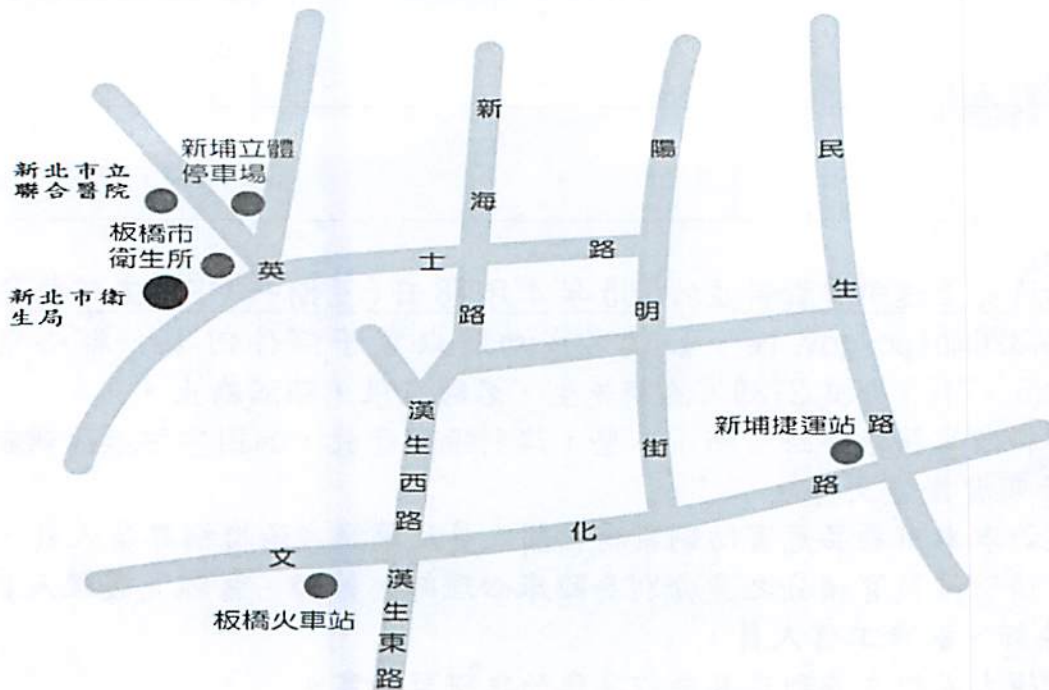 新北市立
聯合醫院
新埔立體
停車場
板橋市
衛生所
新北市衛
生局
英士路
新海路
陽明街
民生路
漢生西路
新埔捷運站
文化路
板橋火車站
漢生東路